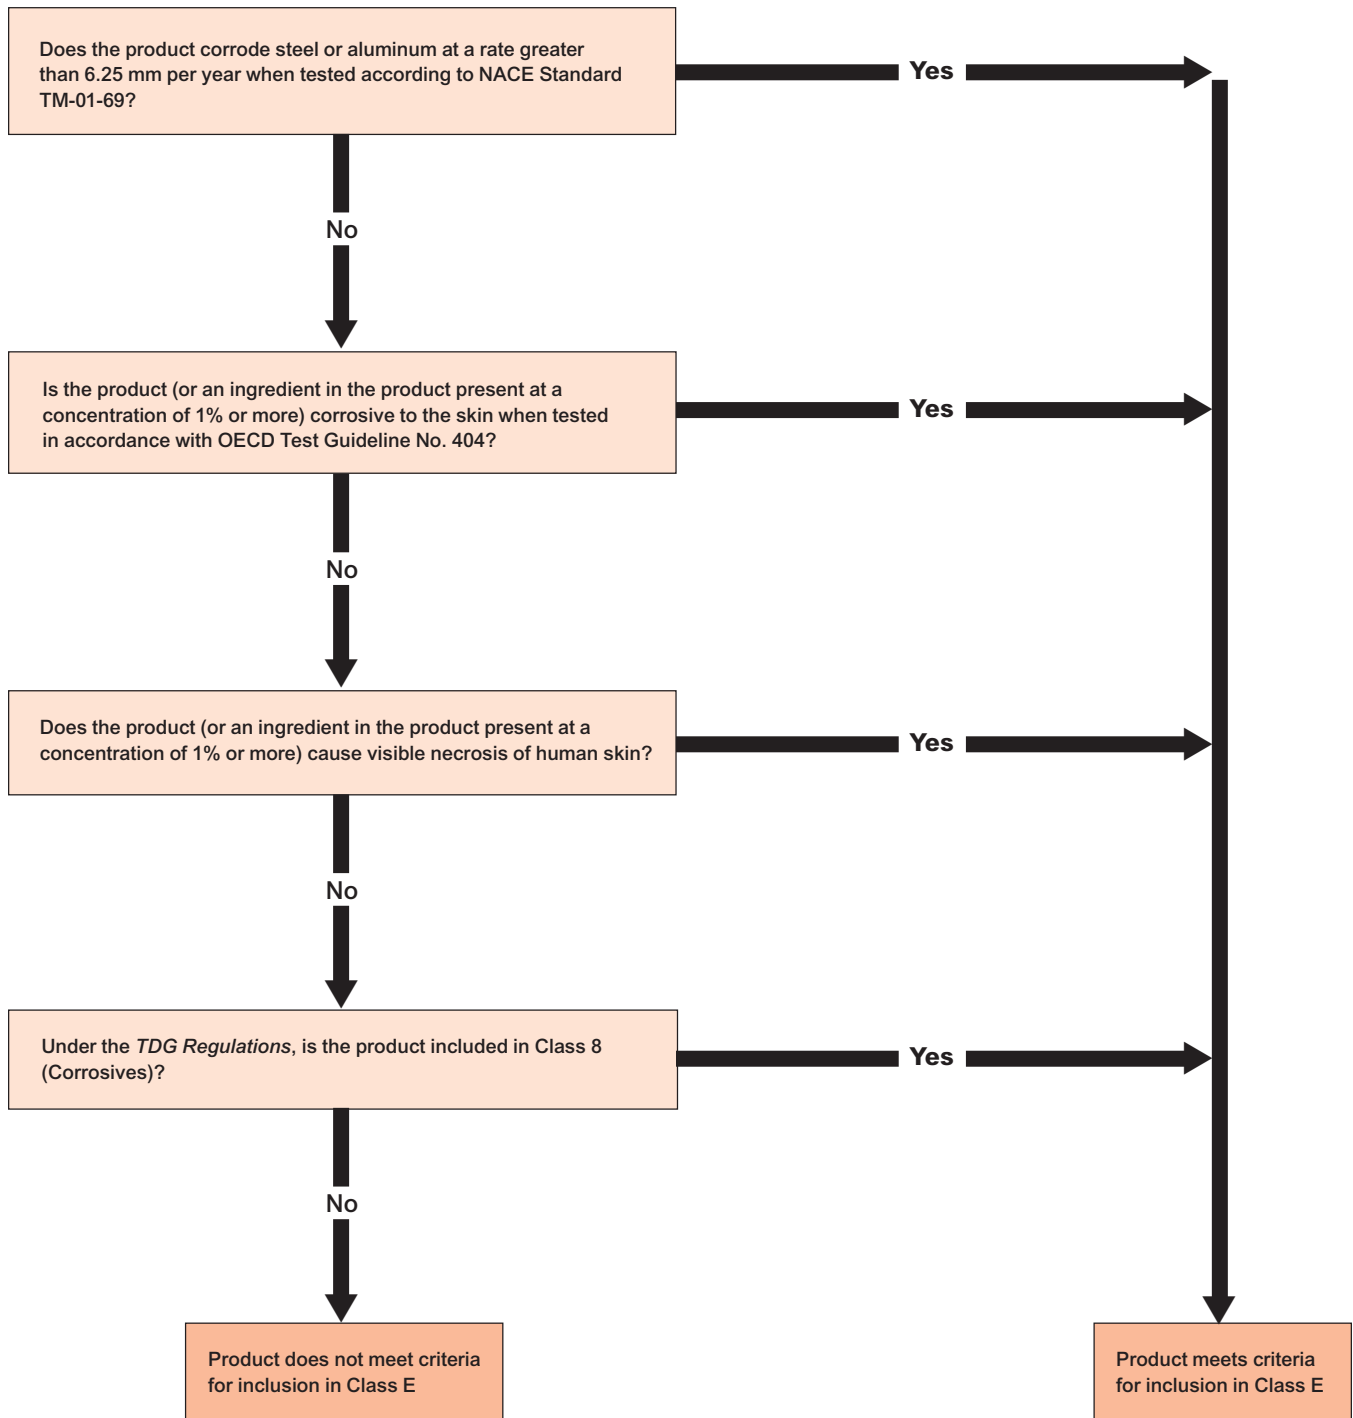 Does the product corrode steel or aluminum at a rate greater
than 6.25 mm per year when tested according to NACE Standard
TM-01-69?
Yes
No
Is the product (or an ingredient in the product present at a
concentration of 1% or more) corrosive to the skin when tested
in accordance with OECD Test Guideline No. 404?
Yes
No
Does the product (or an ingredient in the product present at a
concentration of 1% or more) cause visible necrosis of human skin?
Yes
No
Under the TDG Regulations, is the product included in Class 8
(Corrosives)?
Yes
No
Product does not meet criteria
for inclusion in Class E
Product meets criteria
for inclusion in Class E